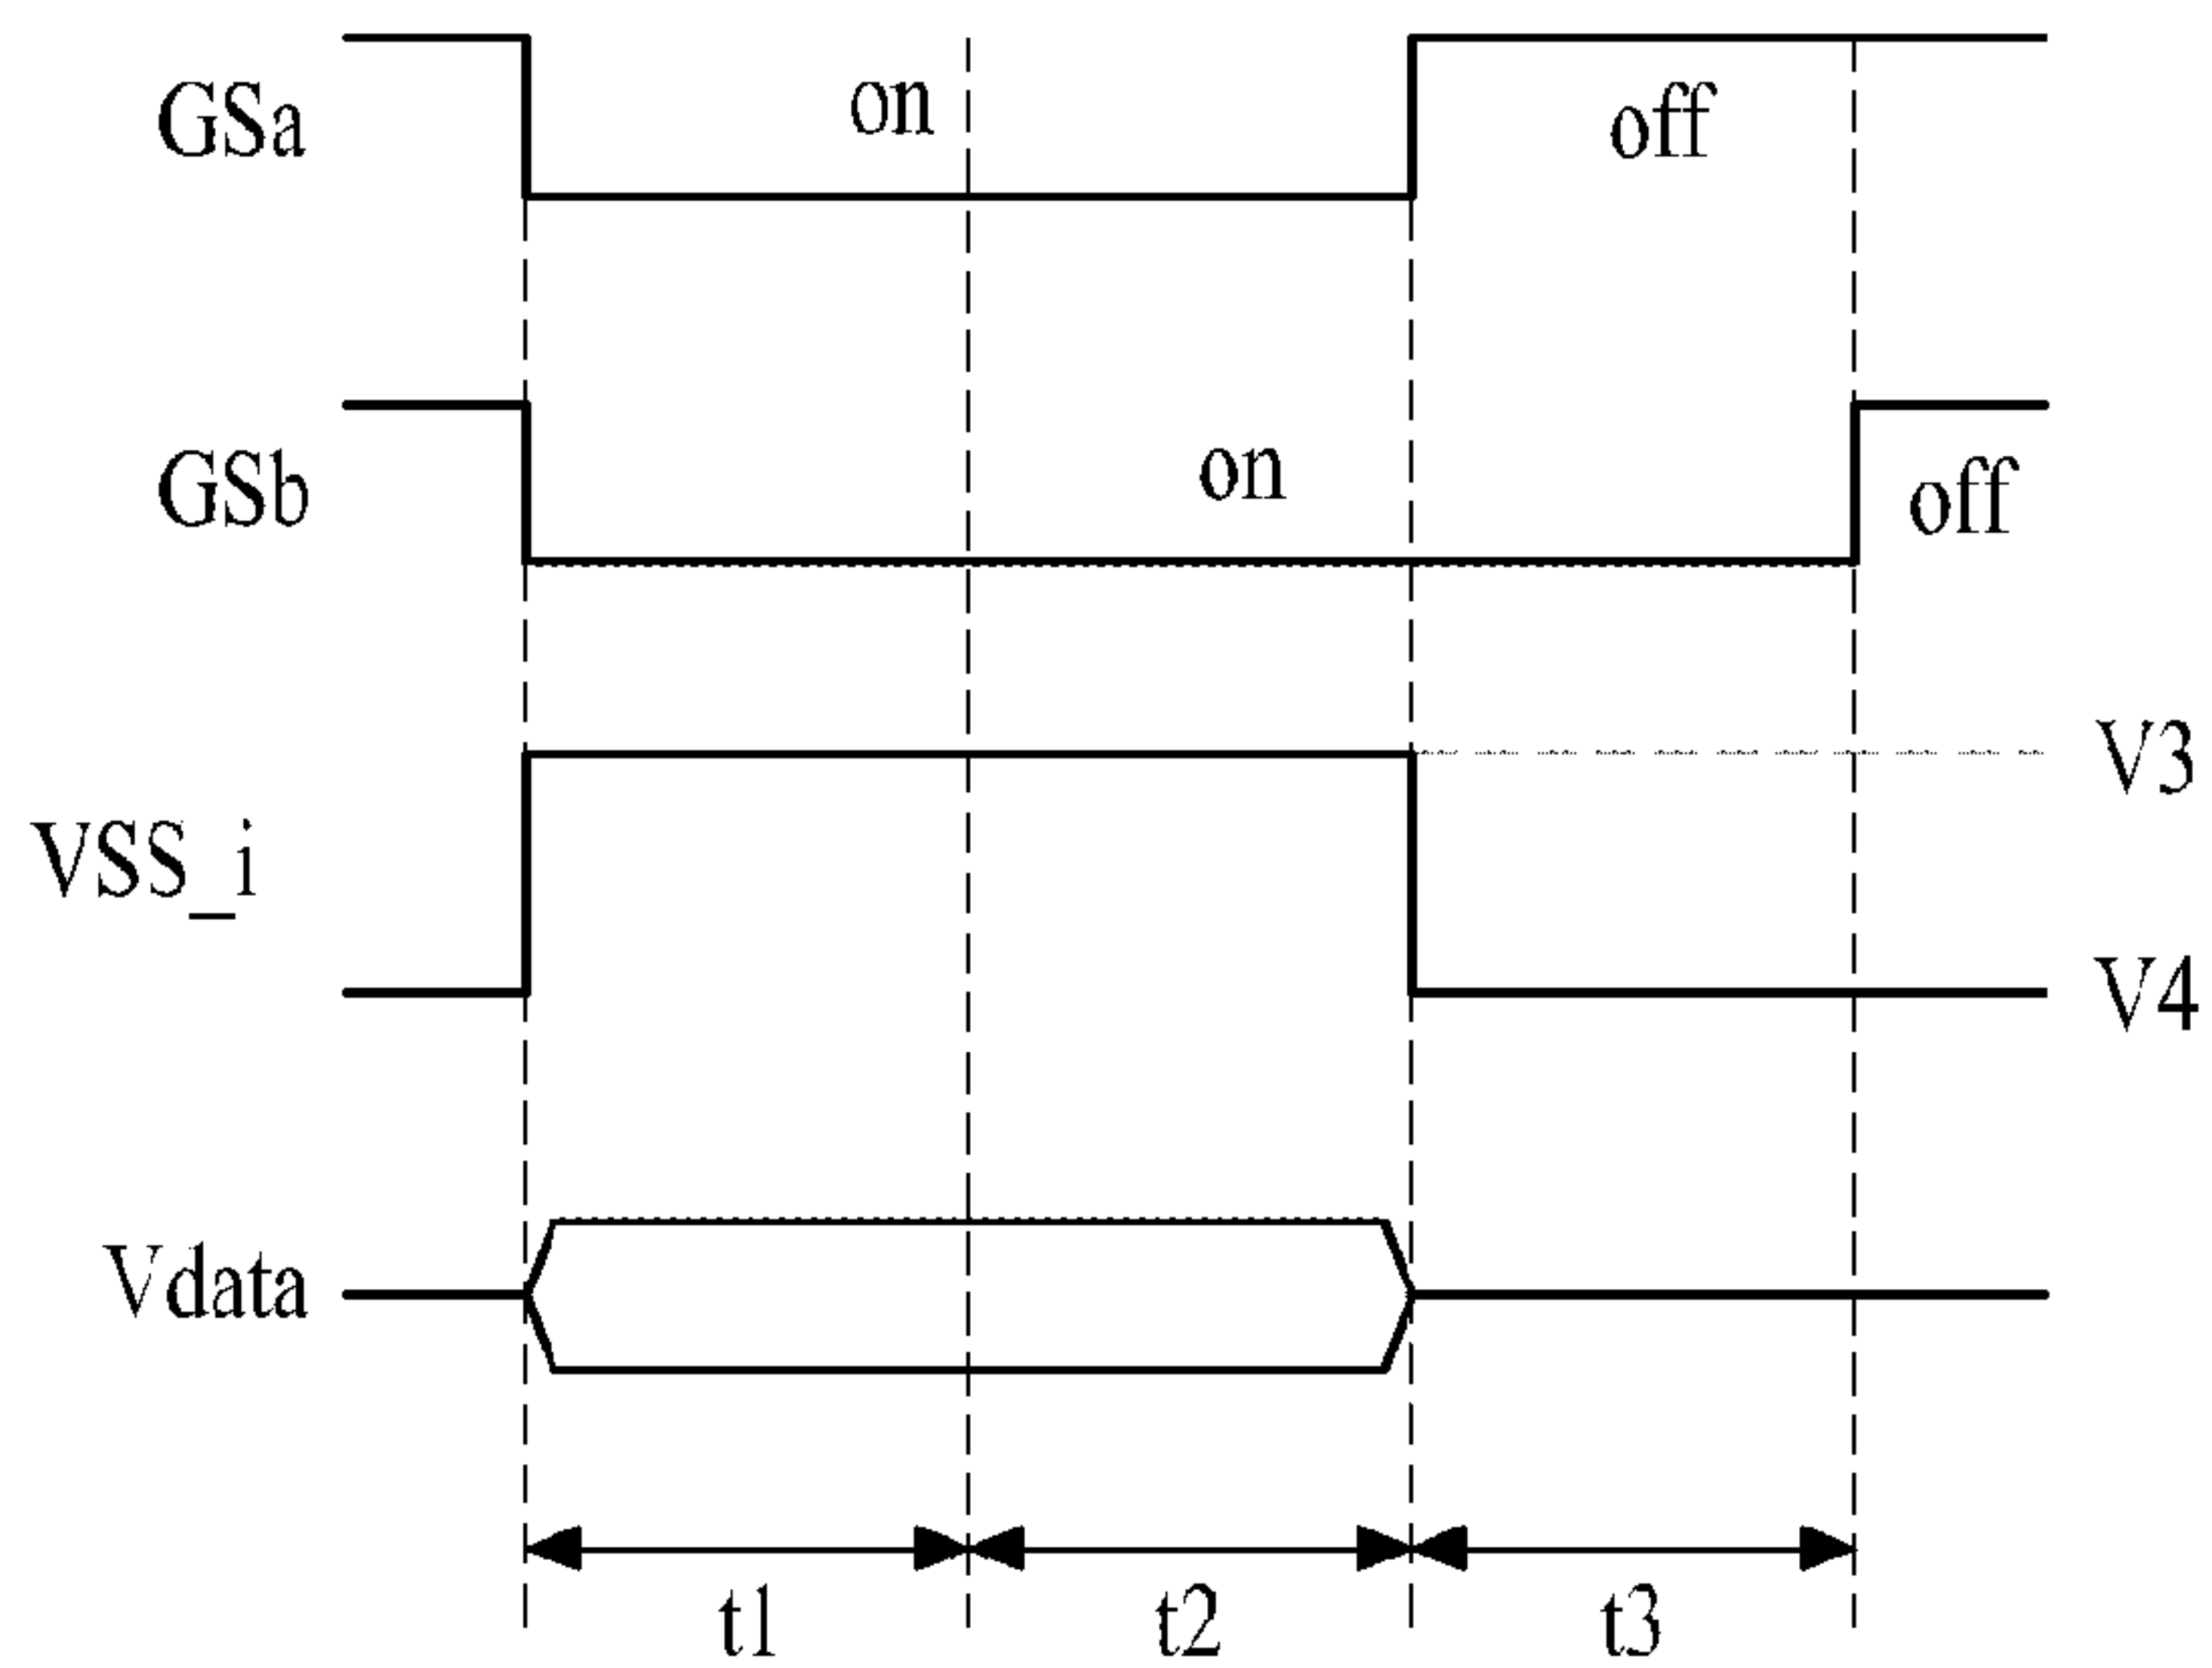 GSa
on
off
GSb
on
off
VSS_i
V3
V4
Vdata
t1
t2
t3